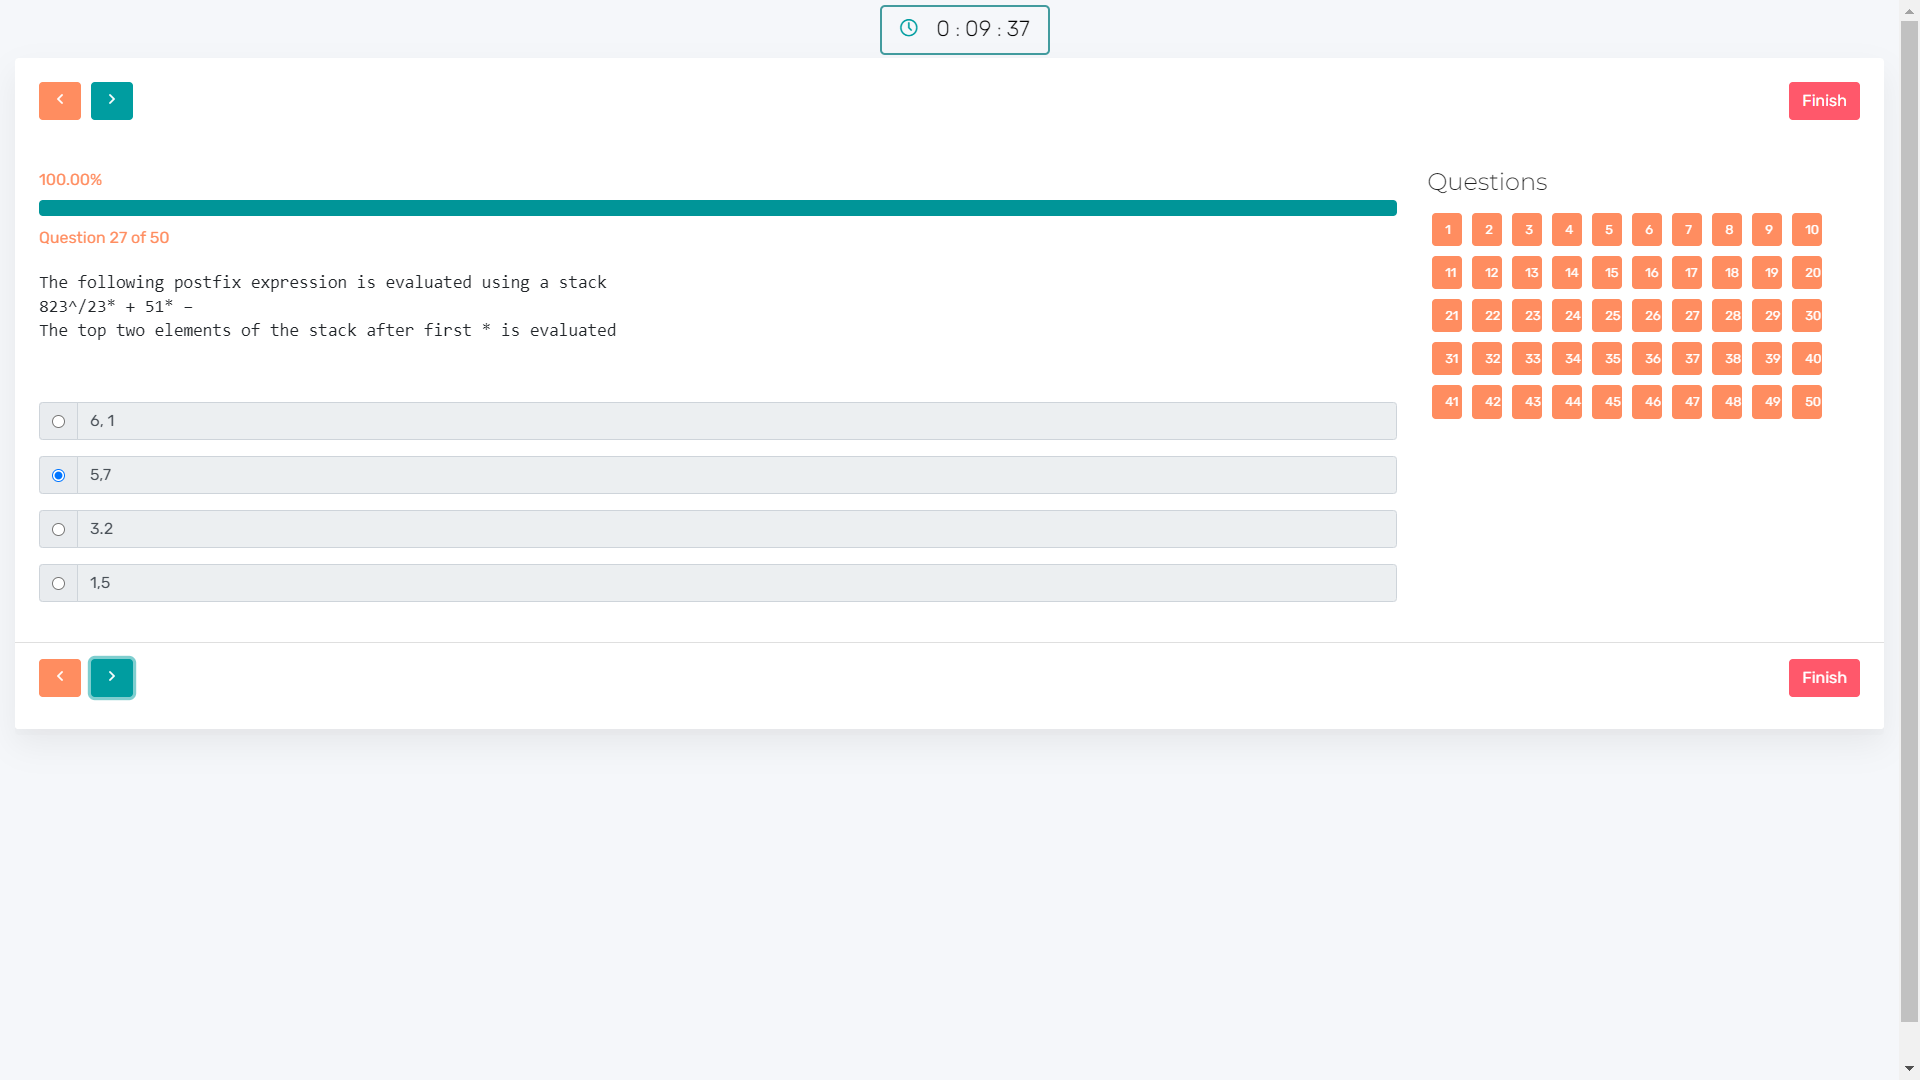 0 : 09 : 37
Finish
100.00%
Question 27 of 50
The following postfix expression is evaluated using a stack
823^/23* + 51* –
The top two elements of the stack after first * is evaluated
6, 1
5,7
3.2
1,5
Questions
1 2 3 4 5 6 7 8 9 10
11 12 13 14 15 16 17 18 19 20
21 22 23 24 25 26 27 28 29 30
31 32 33 34 35 36 37 38 39 40
41 42 43 44 45 46 47 48 49 50
Finish